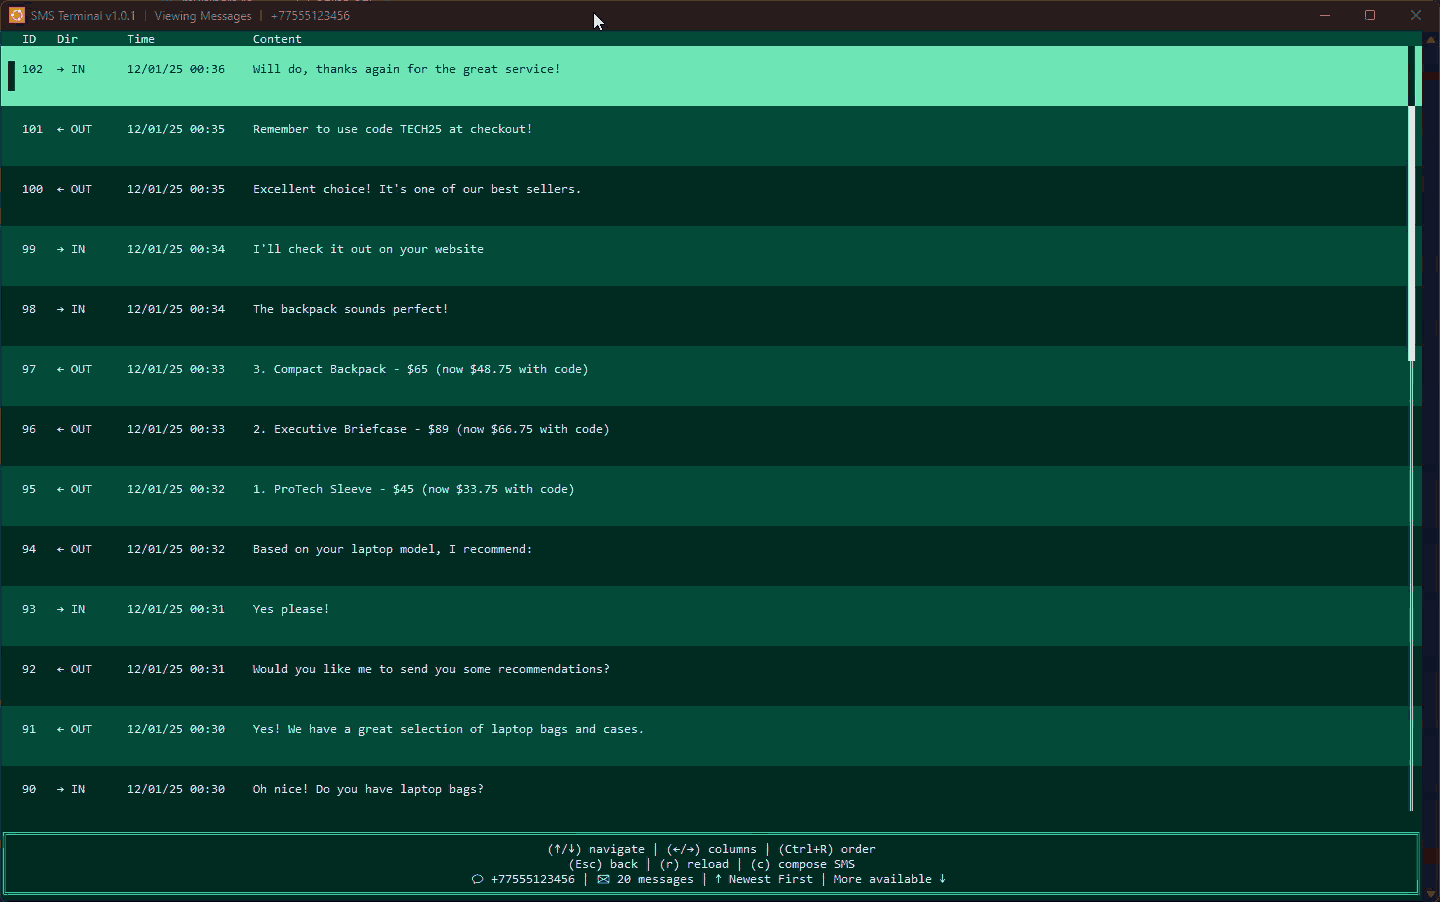 SMS Terminal v1.0.1 | Viewing Messages | +77555123456
ID Dir Time Content
102 → IN 12/01/25 00:36 Will do, thanks again for the great service!
101 ← OUT 12/01/25 00:35 Remember to use code TECH25 at checkout!
100 ← OUT 12/01/25 00:35 Excellent choice! It's one of our best sellers.
99 → IN 12/01/25 00:34 I'll check it out on your website
98 → IN 12/01/25 00:34 The backpack sounds perfect!
97 ← OUT 12/01/25 00:33 3. Compact Backpack - $65 (now $48.75 with code)
96 ← OUT 12/01/25 00:33 2. Executive Briefcase - $89 (now $66.75 with code)
95 ← OUT 12/01/25 00:32 1. ProTech Sleeve - $45 (now $33.75 with code)
94 ← OUT 12/01/25 00:32 Based on your laptop model, I recommend:
93 → IN 12/01/25 00:31 Yes please!
92 ← OUT 12/01/25 00:31 Would you like me to send you some recommendations?
91 ← OUT 12/01/25 00:30 Yes! We have a great selection of laptop bags and cases.
90 → IN 12/01/25 00:30 Oh nice! Do you have laptop bags?
(↑/↓) navigate | (←/→) columns | (Ctrl+R) order
(Esc) back | (r) reload | (c) compose SMS
+77555123456 | ✉ 20 messages | ↑ Newest First | More available ↓